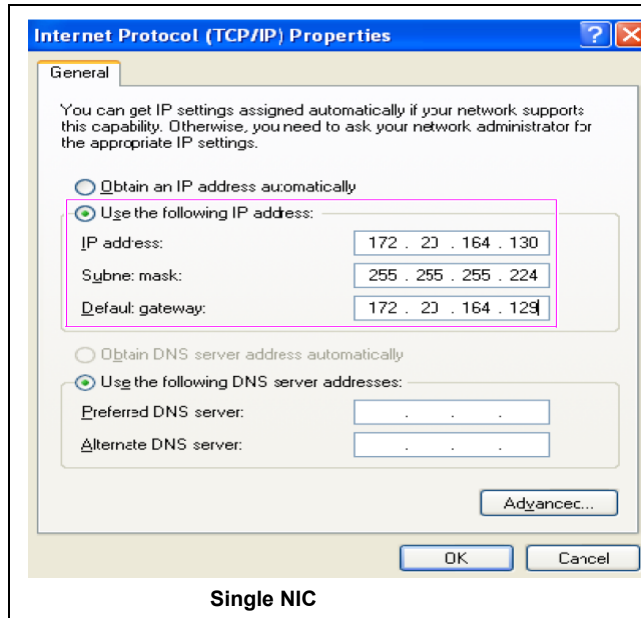 Internet Protocol (TCP/IP) Properties
General
You can get IP settings assigned automatically if your network supports
this capability. Otherwise, you need to ask your network administrator for
the appropriate IP settings.
Obtain an IP address automatically
Use the following IP address:
IP address: 172 . 20 . 164 . 130
Subnet mask: 255 . 255 . 255 . 224
Default gateway: 172 . 20 . 164 . 129
Obtain DNS server address automatically
Use the following DNS server addresses:
Preferred DNS server: . . .
Alternate DNS server: . . .
Advanced...
OK Cancel
Single NIC